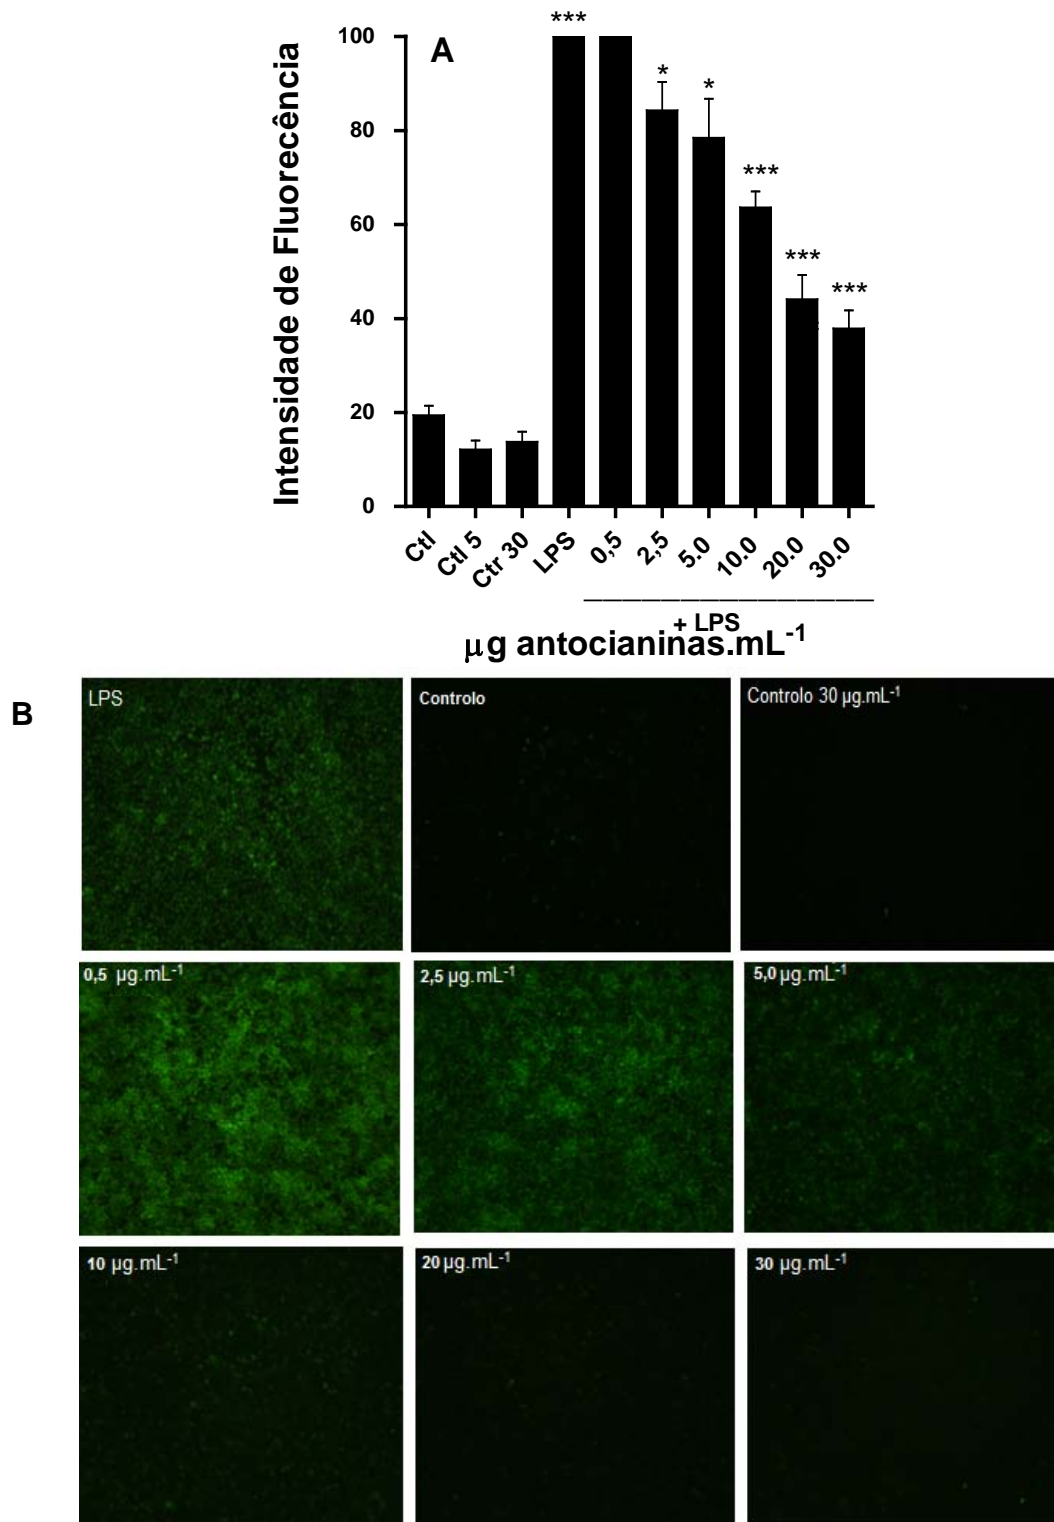 A
Intensidade de Fluorecência
100
80
60
40
20
0
***
*
*
***
***
***
Ctl
Ctl 5
Ctr 30
LPS
0,5
2,5
5.0
10.0
20.0
30.0
+ LPS
μg antocianinas.mL⁻¹
B
LPS
Controlo
Controlo 30 µg.mL⁻¹
0,5 µg.mL⁻¹
2,5 µg.mL⁻¹
5,0 µg.mL⁻¹
10 µg.mL⁻¹
20 µg.mL⁻¹
30 µg.mL⁻¹